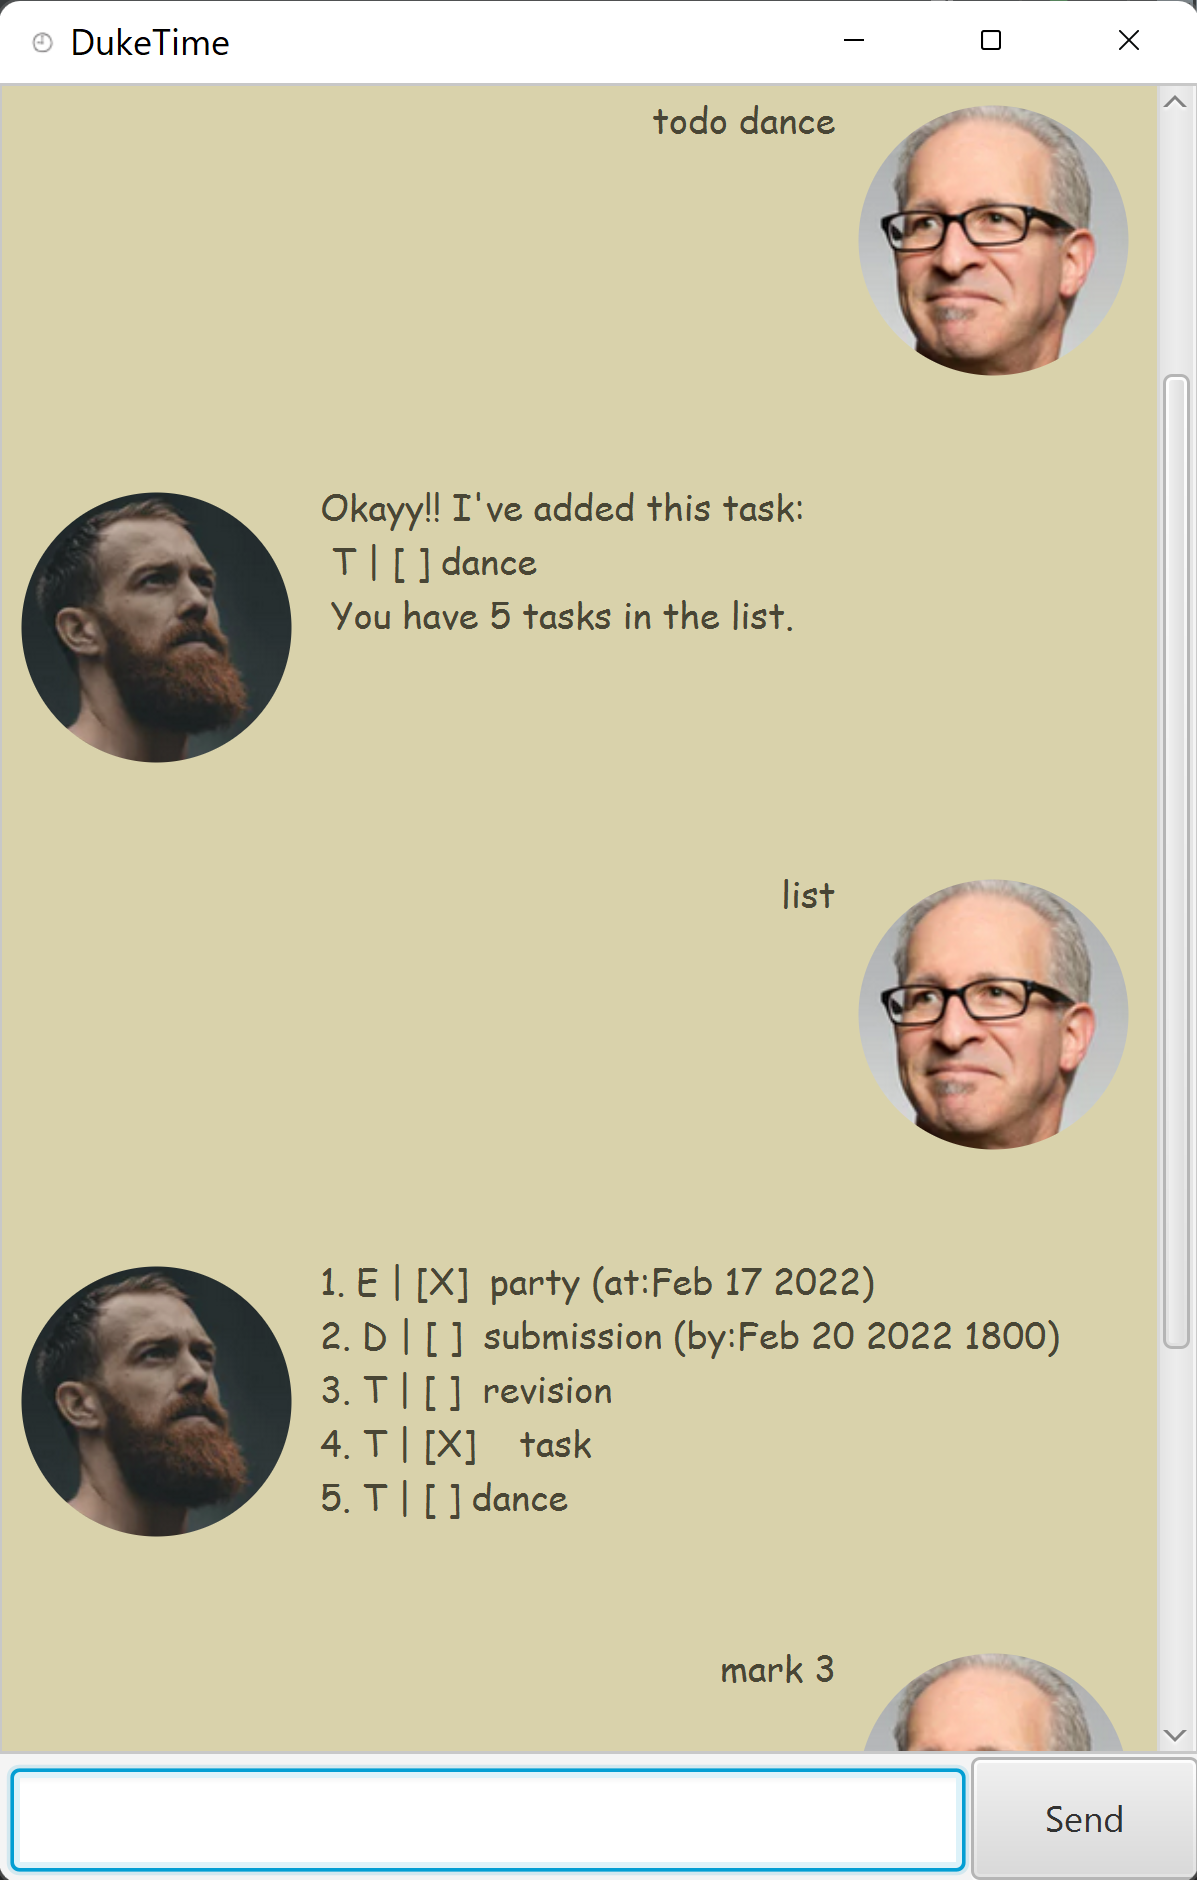 DukeTime
todo dance
Okayy!! I've added this task:
T | [ ] dance
You have 5 tasks in the list.
list
1. E | [X]  party (at:Feb 17 2022)
2. D | [ ]  submission (by:Feb 20 2022 1800)
3. T | [ ]  revision
4. T | [X]    task
5. T | [ ] dance
mark 3
Send